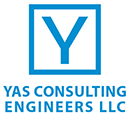 Y
YAS CONSULTING
ENGINEERS LLC